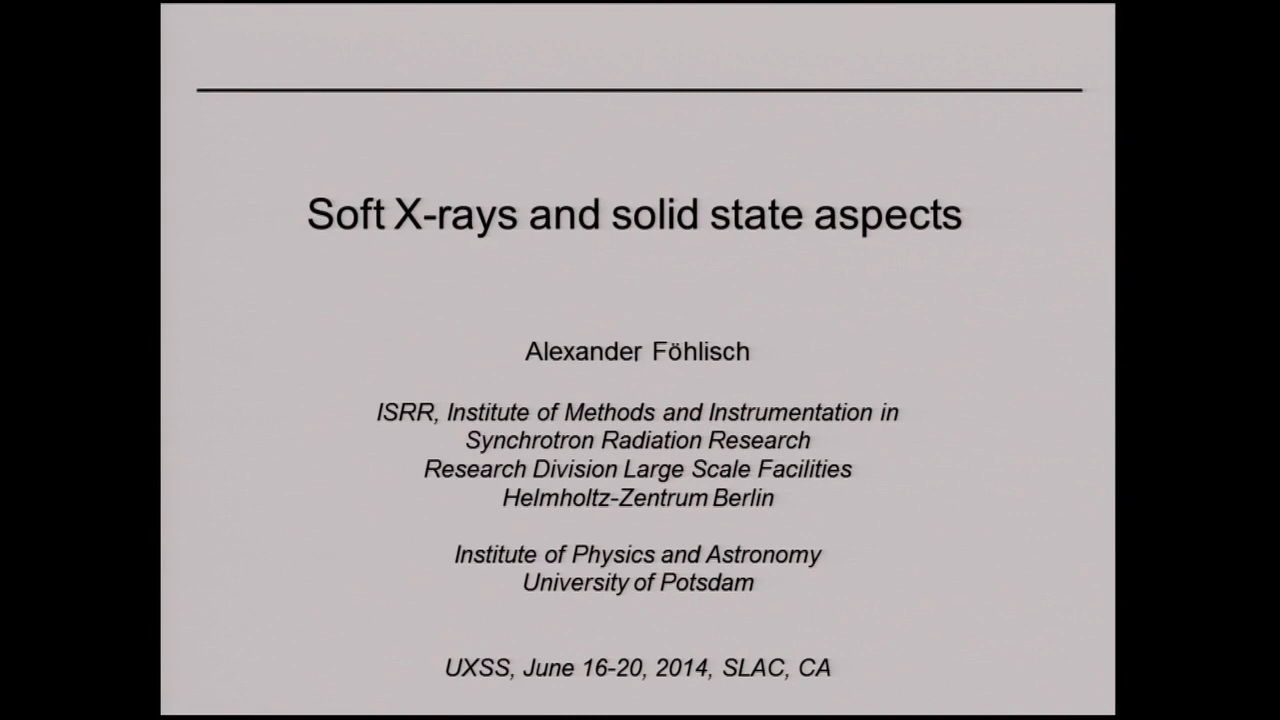 Soft X-rays and solid state aspects
Alexander Föhlisch
ISRR, Institute of Methods and Instrumentation in
Synchrotron Radiation Research
Research Division Large Scale Facilities
Helmholtz-Zentrum Berlin
Institute of Physics and Astronomy
University of Potsdam
UXSS, June 16-20, 2014, SLAC, CA